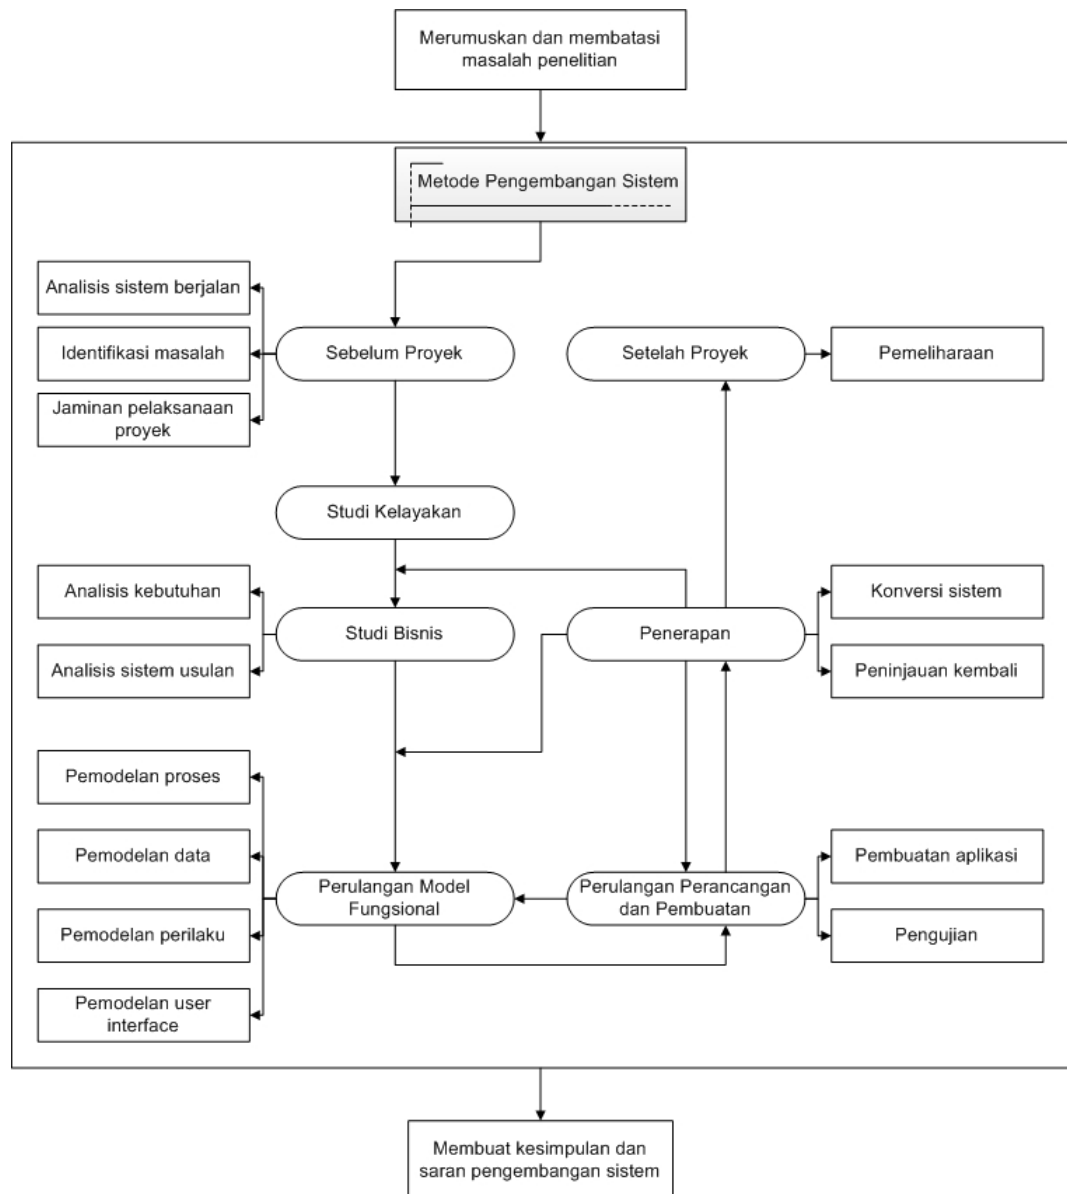 Merumuskan dan membatasi
masalah penelitian
Metode Pengembangan Sistem
Analisis sistem berjalan
Identifikasi masalah
Jaminan pelaksanaan
proyek
Sebelum Proyek
Setelah Proyek
Pemeliharaan
Studi Kelayakan
Analisis kebutuhan
Analisis sistem usulan
Studi Bisnis
Penerapan
Konversi sistem
Peninjauan kembali
Pemodelan proses
Pemodelan data
Pemodelan perilaku
Pemodelan user
interface
Perulangan Model
Fungsional
Perulangan Perancangan
dan Pembuatan
Pembuatan aplikasi
Pengujian
Membuat kesimpulan dan
saran pengembangan sistem